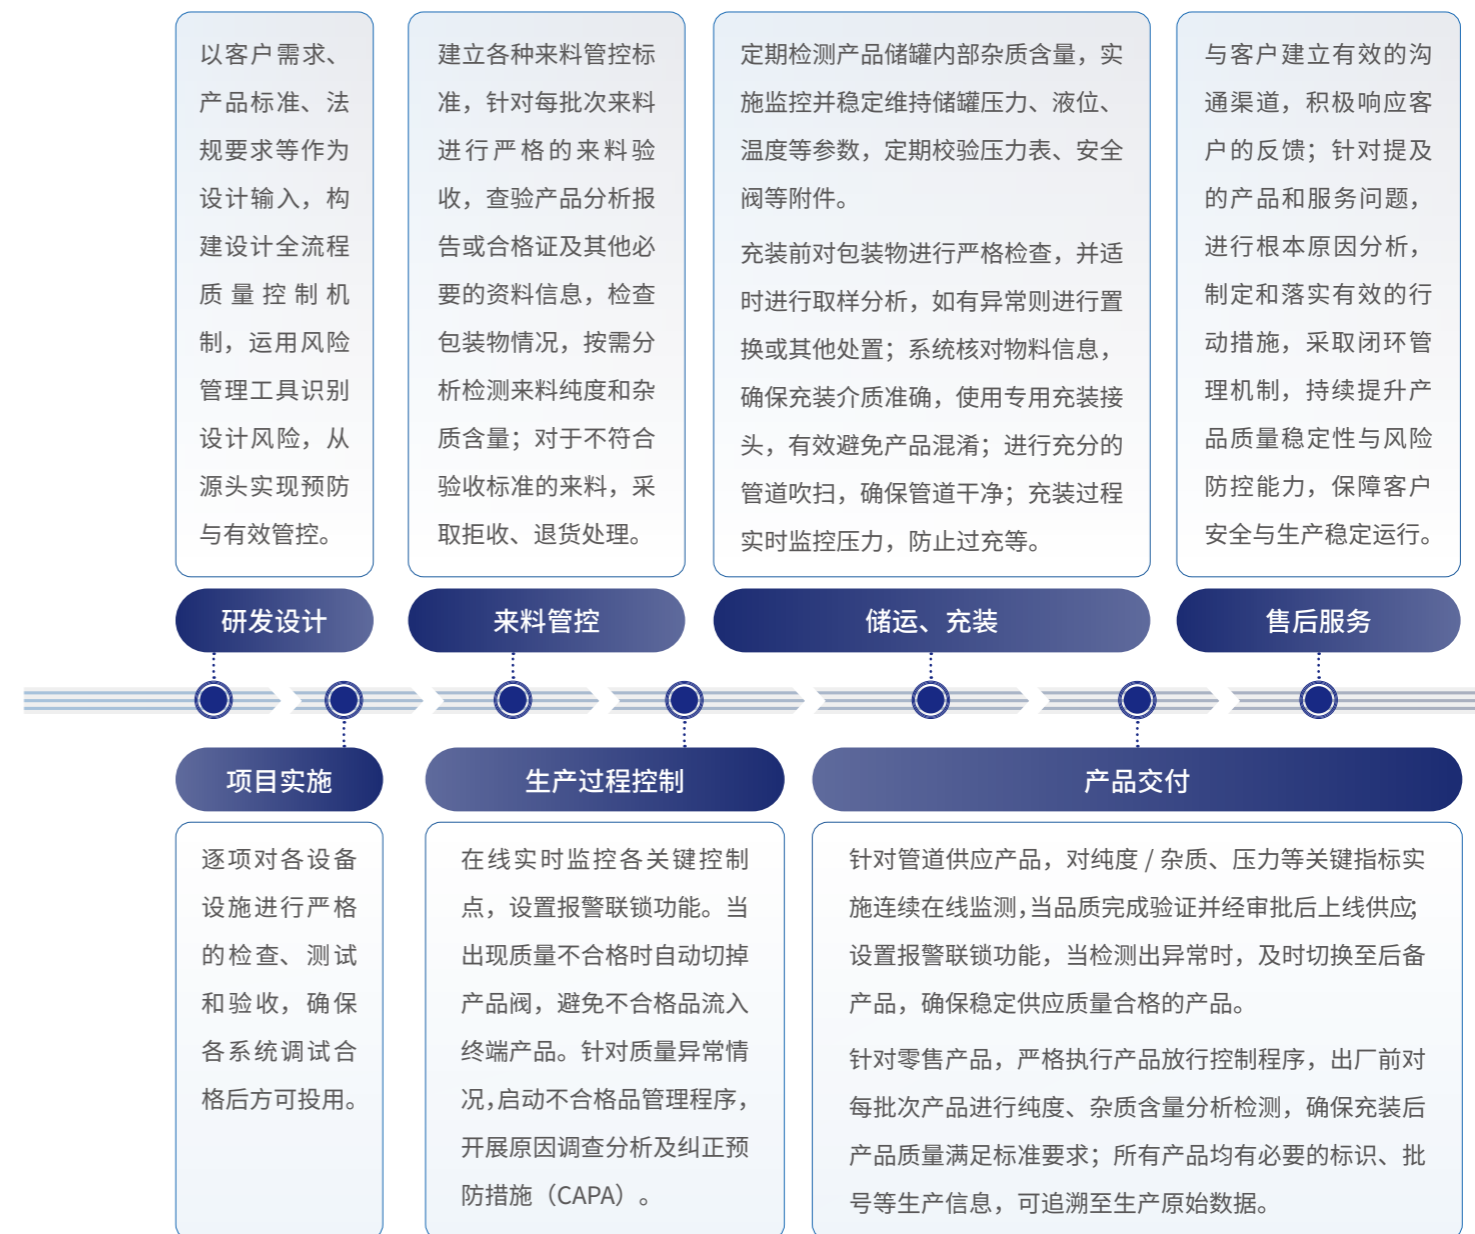 以客户需求、
产品标准、法
规要求等作为
设计输入，构
建设计全流程
质量控制机
制，运用风险
管理工具识别
设计风险，从
源头实现预防
与有效管控。
建立各种来料管控标
准，针对每批次来料
进行严格的来料验
收，查验产品分析报
告或合格证及其他必
要的资料信息，检查
包装物情况，按需分
析检测来料纯度和杂
质含量；对于不符合
验收标准的来料，采
取拒收、退货处理。
定期检测产品储罐内部杂质含量，实
施监控并稳定维持储罐压力、液位、
温度等参数，定期校验压力表、安全
阀等附件。
充装前对包装物进行严格检查，并适
时进行取样分析，如有异常则进行置
换或其他处置；系统核对物料信息，
确保充装介质准确，使用专用充装接
头，有效避免产品混淆；进行充分的
管道吹扫，确保管道干净；充装过程
实时监控压力，防止过充等。
与客户建立有效的沟
通渠道，积极响应客
户的反馈；针对提及
的产品和服务问题，
进行根本原因分析，
制定和落实有效的行
动措施，采取闭环管
理机制，持续提升产
品质量稳定性与风险
防控能力，保障客户
安全与生产稳定运行。
研发设计
来料管控
储运、充装
售后服务
项目实施
生产过程控制
产品交付
逐项对各设备
设施进行严格
的检查、测试
和验收，确保
各系统调试合
格后方可投用。
在线实时监控各关键控制
点，设置报警联锁功能。当
出现质量不合格时自动切掉
产品阀，避免不合格品流入
终端产品。针对质量异常情
况，启动不合格品管理程序，
开展原因调查分析及纠正预
防措施（CAPA）。
针对管道供应产品，对纯度 / 杂质、压力等关键指标实
施连续在线监测，当品质完成验证并经审批后上线供应；
设置报警联锁功能，当检测出异常时，及时切换至后备
产品，确保稳定供应质量合格的产品。
针对零售产品，严格执行产品放行控制程序，出厂前对
每批次产品进行纯度、杂质含量分析检测，确保充装后
产品质量满足标准要求；所有产品均有必要的标识、批
号等生产信息，可追溯至生产原始数据。